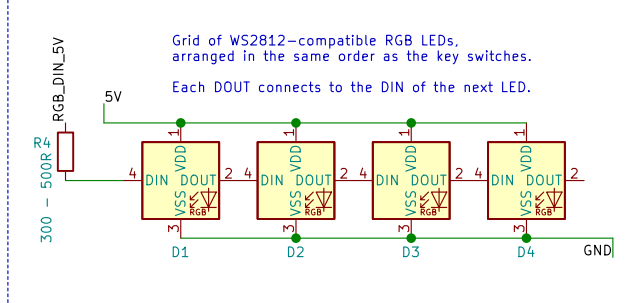 Grid of WS2812-compatible RGB LEDs,
arranged in the same order as the key switches.
Each DOUT connects to the DIN of the next LED.
RGB_DIN_5V
5V
R4
300 - 500R
1 1 1 1
VDD VDD VDD VDD
4 DIN DOUT 2 4 DIN DOUT 2 4 DIN DOUT 2 4 DIN DOUT 2
VSS RGB VSS RGB VSS RGB VSS RGB
3 3 3 3
D1 D2 D3 D4
GND